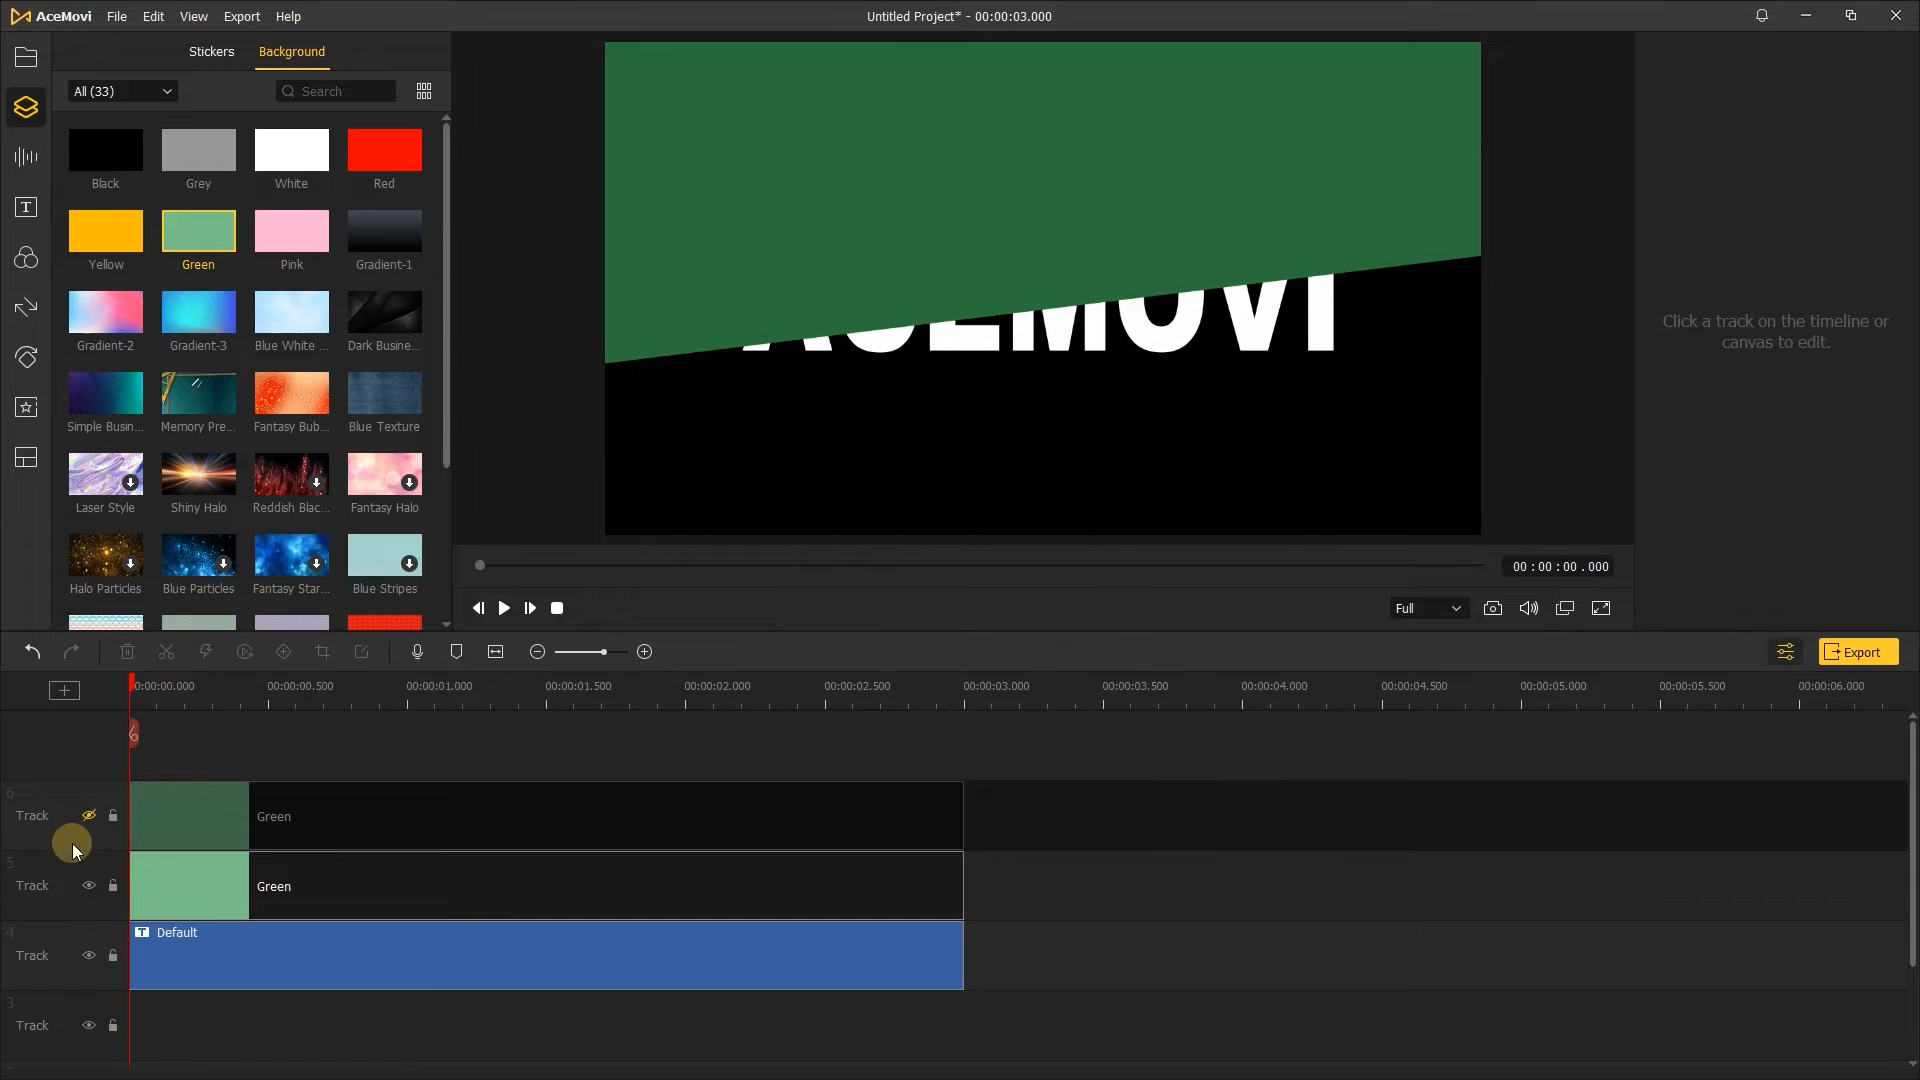 AceMovi File Edit View Export Help
Untitled Project* - 00:00:03.000
Stickers Background
All (33)
Search
Black Grey White Red
Yellow Green Pink Gradient-1
Gradient-2 Gradient-3 Blue White ... Dark Busine...
Simple Busin... Memory Pre... Fantasy Bub... Blue Texture
Laser Style Shiny Halo Reddish Blac... Fantasy Halo
Halo Particles Blue Particles Fantasy Star... Blue Stripes
ACEMOVI
Click a track on the timeline or
canvas to edit.
00:00:00.000
Full
Export
0:00:00.000 00:00:00.500 00:00:01.000 00:00:01.500 00:00:02.000 00:00:02.500 00:00:03.000 00:00:03.500 00:00:04.000 00:00:04.500 00:00:05.000 00:00:05.500 00:00:06.000
6
Track
Green
5
Track
Green
4
Track
Default
3
Track